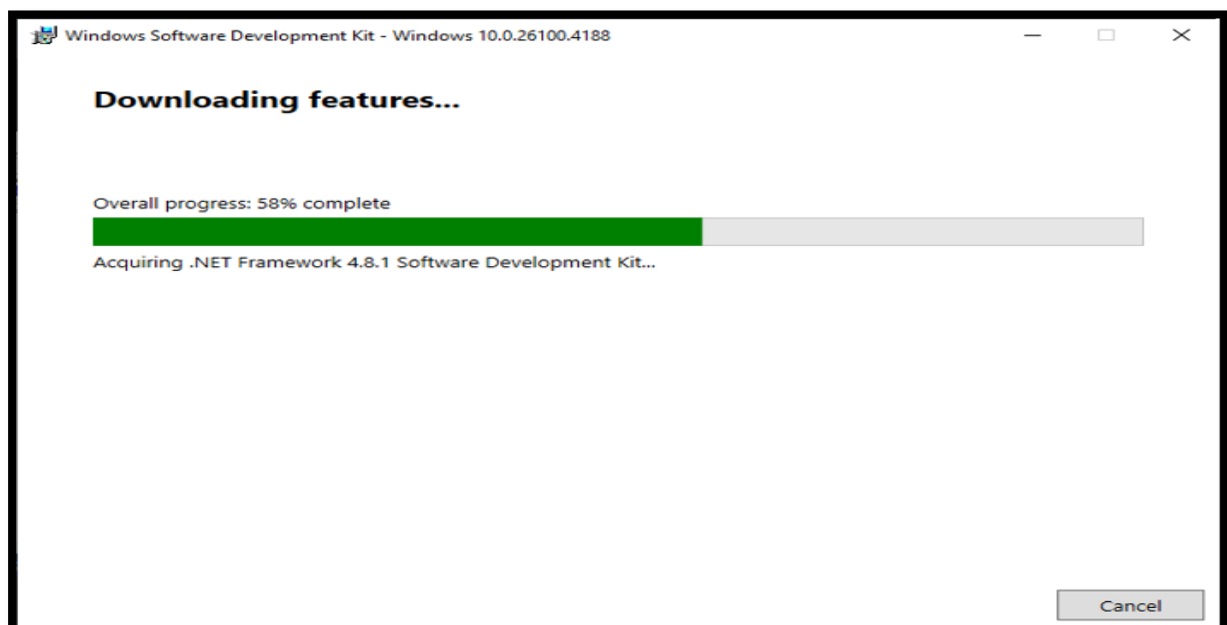 Windows Software Development Kit - Windows 10.0.26100.4188
Downloading features...
Overall progress: 58% complete
Acquiring .NET Framework 4.8.1 Software Development Kit...
Cancel